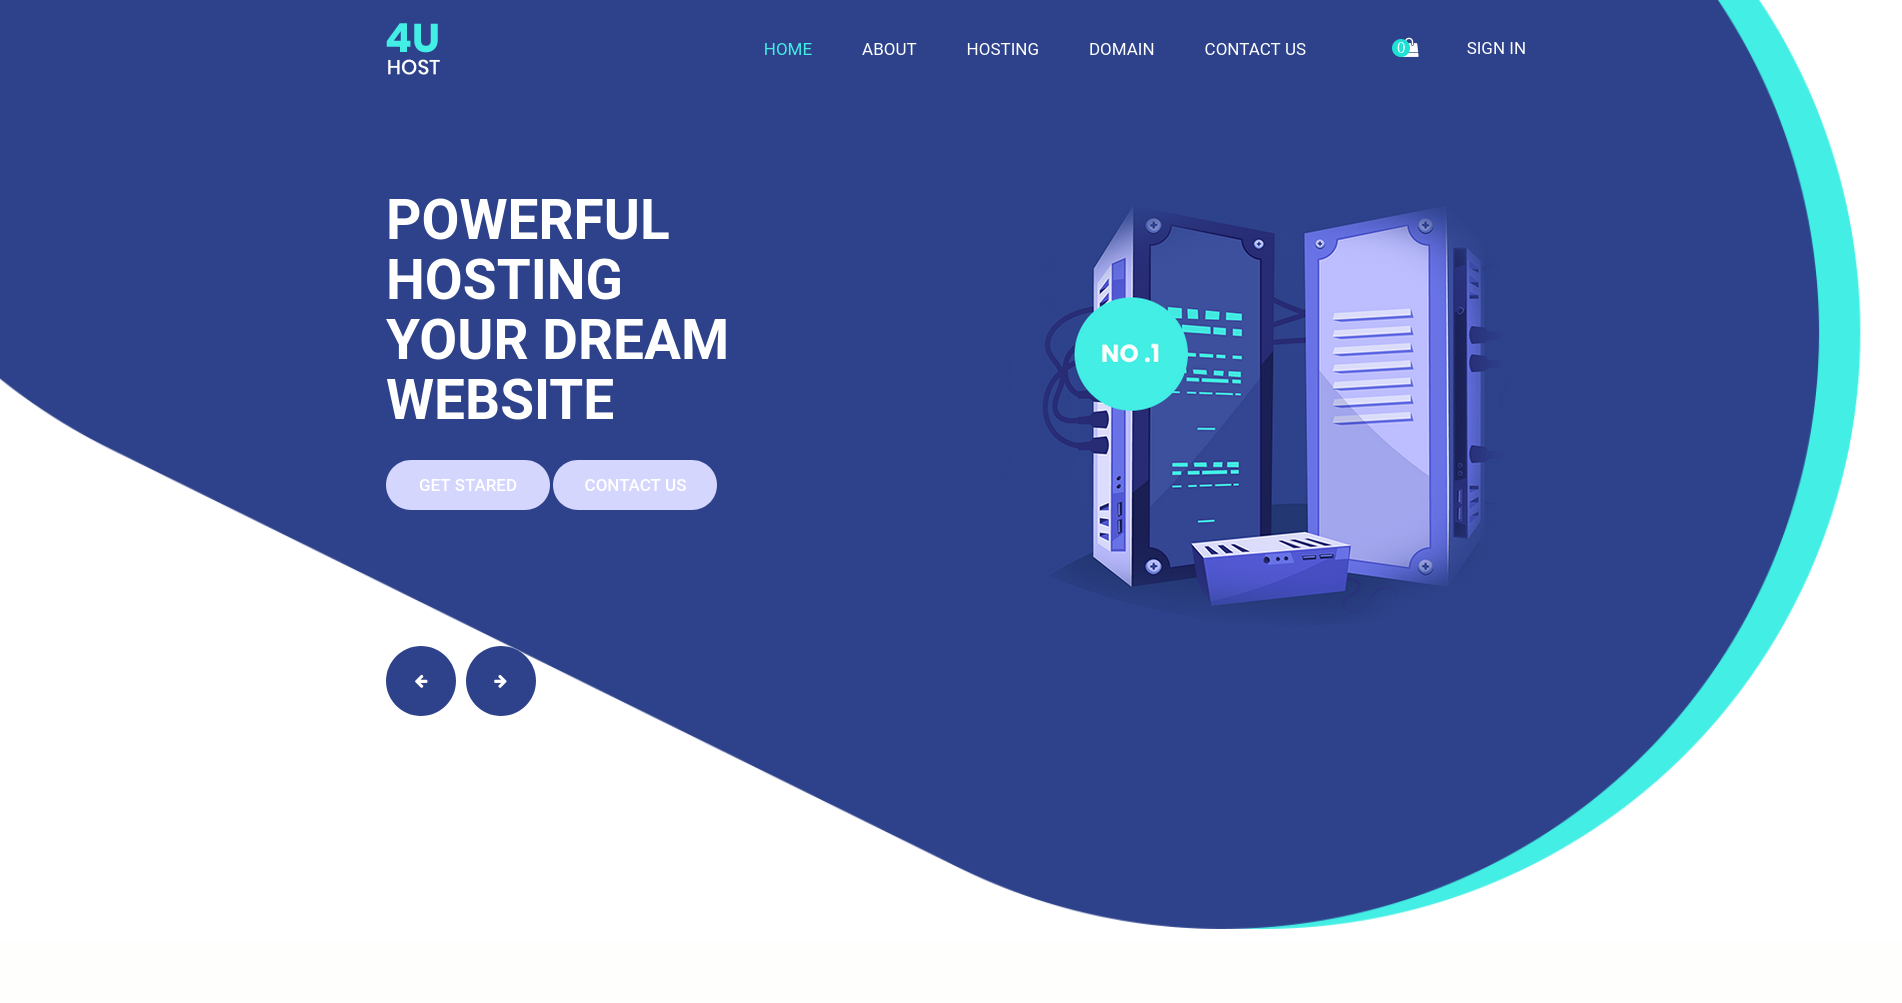 4U
HOST
HOME
ABOUT
HOSTING
DOMAIN
CONTACT US
0
SIGN IN
POWERFUL
HOSTING
YOUR DREAM
WEBSITE
GET STARED
CONTACT US
NO .1